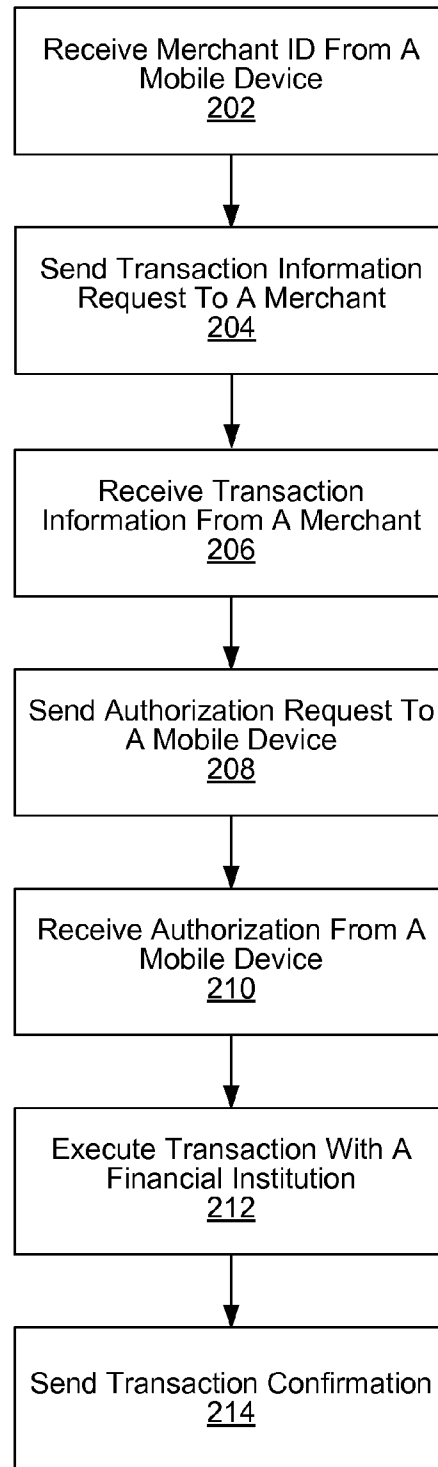 Receive Merchant ID From A
Mobile Device
202
Send Transaction Information
Request To A Merchant
204
Receive Transaction
Information From A Merchant
206
Send Authorization Request To
A Mobile Device
208
Receive Authorization From A
Mobile Device
210
Execute Transaction With A
Financial Institution
212
Send Transaction Confirmation
214